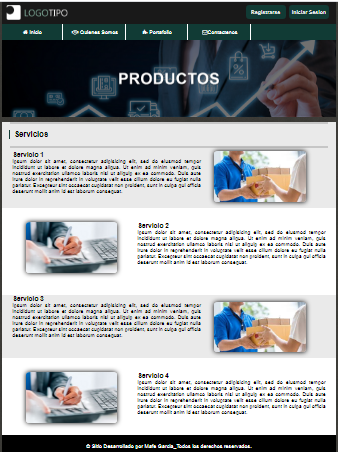 LOGOTIPO
Registrarse
Iniciar Sesion
Inicio
Quienes Somos
Portafolio
Contactenos
PRODUCTOS
Servicios
Servicio 1
Lorem ipsum dolor sit amet, consectetur adipisicing elit, sed do eiusmod tempor
incididunt ut labore et dolore magna aliqua. Ut enim ad minim veniam, quis
nostrud exercitation ullamco laboris nisi ut aliquip ex ea commodo. Duis aute
irure dolor in reprehenderit in voluptate velit esse cillum dolore eu fugiat nulla
pariatur. Excepteur sint occaecat cupidatat non proident, sunt in culpa qui officia
deserunt mollit anim id est laborum consequat.
Servicio 2
ipsum dolor sit amet, consectetur adipisicing elit, sed do eiusmod tempor
incididunt ut labore et dolore magna aliqua. Ut enim ad minim veniam, quis
nostrud exercitation ullamco laboris nisi ut aliquip ex ea commodo. Duis aute
irure dolor in reprehenderit in voluptate velit esse cillum dolore eu fugiat nulla
pariatur. Excepteur sint occaecat cupidatat non proident, sunt in culpa qui officia
deserunt mollit anim id est laborum consequat.
Servicio 3
ipsum dolor sit amet, consectetur adipisicing elit, sed do eiusmod tempor
incididunt ut labore et dolore magna aliqua. Ut enim ad minim veniam, quis
nostrud exercitation ullamco laboris nisi ut aliquip ex ea commodo. Duis aute
irure dolor in reprehenderit in voluptate velit esse cillum dolore eu fugiat nulla
pariatur. Excepteur sint occaecat cupidatat non proident, sunt in culpa qui officia
deserunt mollit anim id est laborum consequat.
Servicio 4
ipsum dolor sit amet, consectetur adipisicing elit, sed do eiusmod tempor
incididunt ut labore et dolore magna aliqua. Ut enim ad minim veniam, quis
nostrud exercitation ullamco laboris nisi ut aliquip ex ea commodo. Duis aute
irure dolor in reprehenderit in voluptate velit esse cillum dolore eu fugiat nulla
pariatur. Excepteur sint occaecat cupidatat non proident, sunt in culpa qui officia
deserunt mollit anim id est laborum consequat.
© Sitio Desarrollado por Mafe Garcia_Todos los derechos reservados.